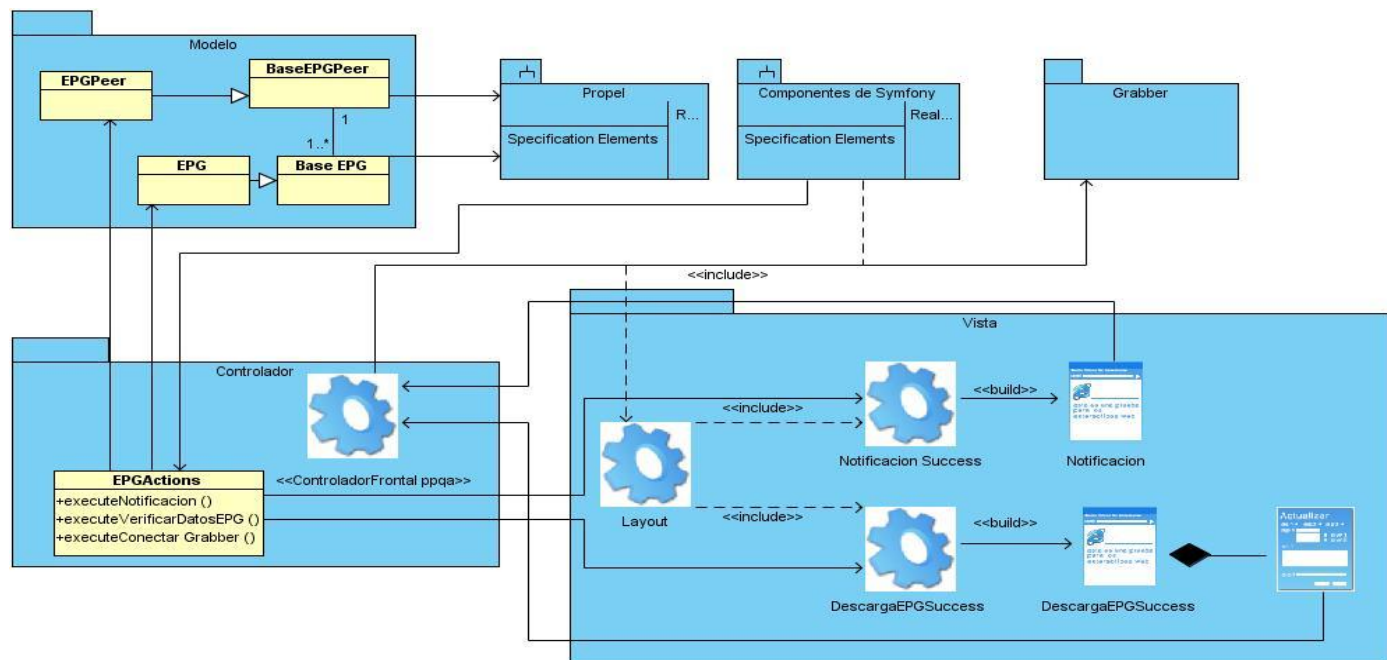 Modelo
EPGPeer
BaseEPGPeer
1
1..*
EPG
Base EPG
Propel
R...
Specification Elements
Componentes de Symfony
Real...
Specification Elements
Grabber
<<include>>
Controlador
<<ControladorFrontal ppqa>>
EPGActions
+executeNotificacion ()
+executeVerificarDatosEPG ()
+executeConectar Grabber ()
Vista
Layout
<<include>>
<<include>>
Notificacion Success
<<build>>
Notificacion
DescargaEPGSuccess
<<build>>
DescargaEPGSuccess
Actualizar